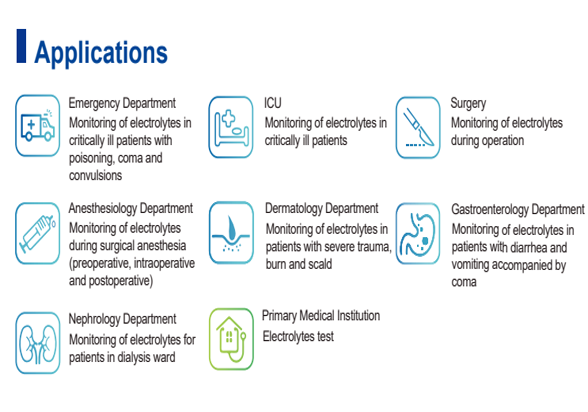 Applications
Emergency Department
Monitoring of electrolytes in
critically ill patients with
poisoning, coma and
convulsions
ICU
Monitoring of electrolytes in
critically ill patients
Surgery
Monitoring of electrolytes
during operation
Anesthesiology Department
Monitoring of electrolytes
during surgical anesthesia
(preoperative, intraoperative
and postoperative)
Dermatology Department
Monitoring of electrolytes in
patients with severe trauma,
burn and scald
Gastroenterology Department
Monitoring of electrolytes in
patients with diarrhea and
vomiting accompanied by
coma
Nephrology Department
Monitoring of electrolytes for
patients in dialysis ward
Primary Medical Institution
Electrolytes test